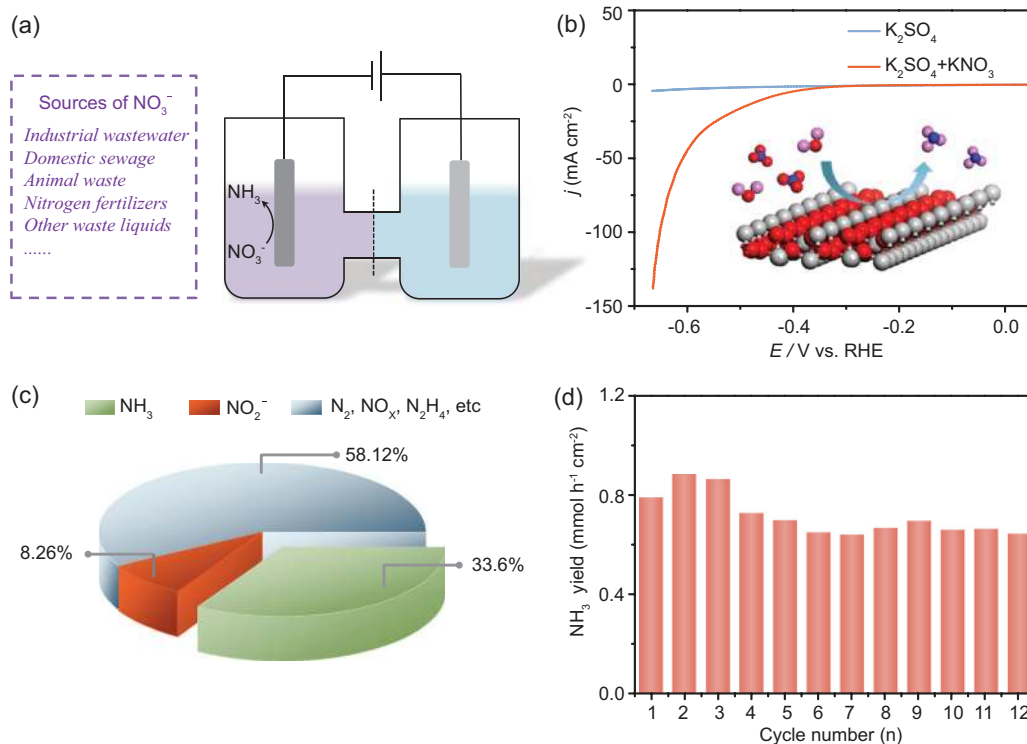 (a)
Sources of NO₃⁻
Industrial wastewater
Domestic sewage
Animal waste
Nitrogen fertilizers
Other waste liquids
......
NH₃
NO₃⁻
(b)
K₂SO₄
K₂SO₄+KNO₃
50
0
-50
-100
-150
j (mA cm⁻²)
-0.6
-0.4
-0.2
0.0
E / V vs. RHE
(c)
NH₃
NO₂⁻
N₂, NOₓ, N₂H₄, etc
58.12%
8.26%
33.6%
(d)
1.2
0.8
0.4
0.0
NH₃ yield (mmol h⁻¹ cm⁻²)
1 2 3 4 5 6 7 8 9 10 11 12
Cycle number (n)